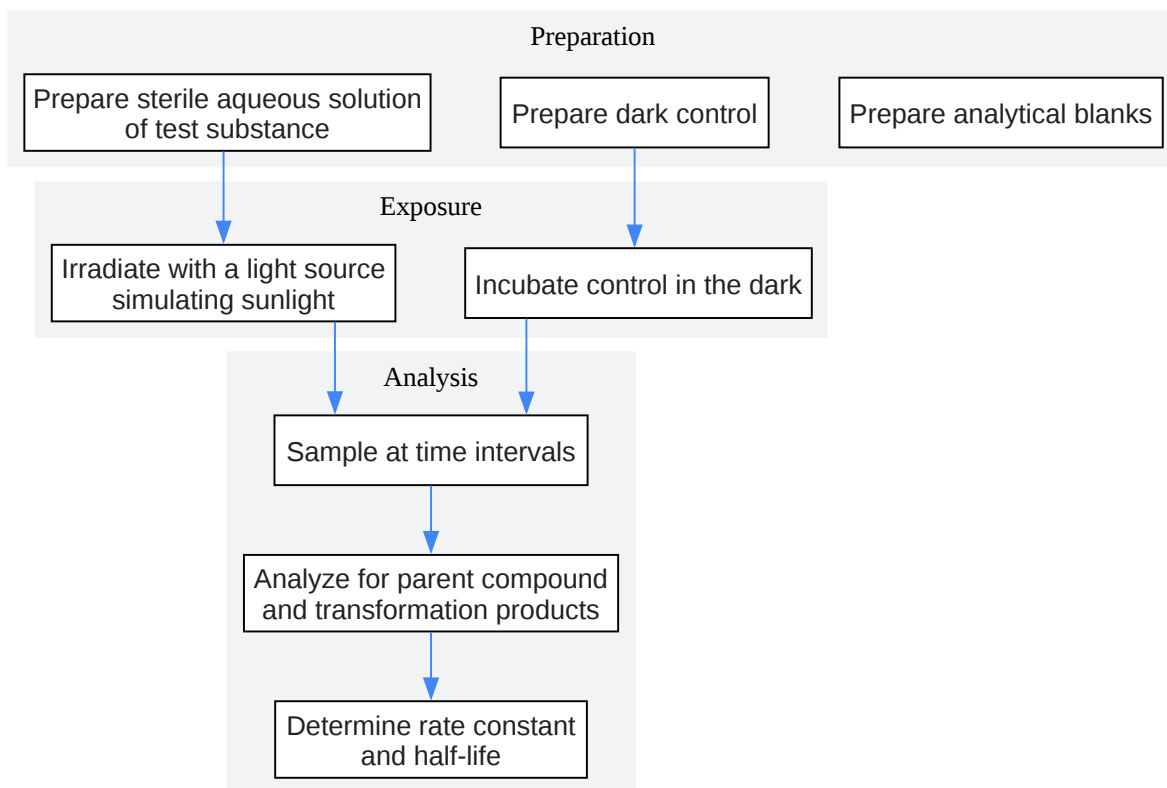 Preparation
Prepare sterile aqueous solution
of test substance
Prepare dark control
Prepare analytical blanks
Exposure
Irradiate with a light source
simulating sunlight
Incubate control in the dark
Analysis
Sample at time intervals
Analyze for parent compound
and transformation products
Determine rate constant
and half-life